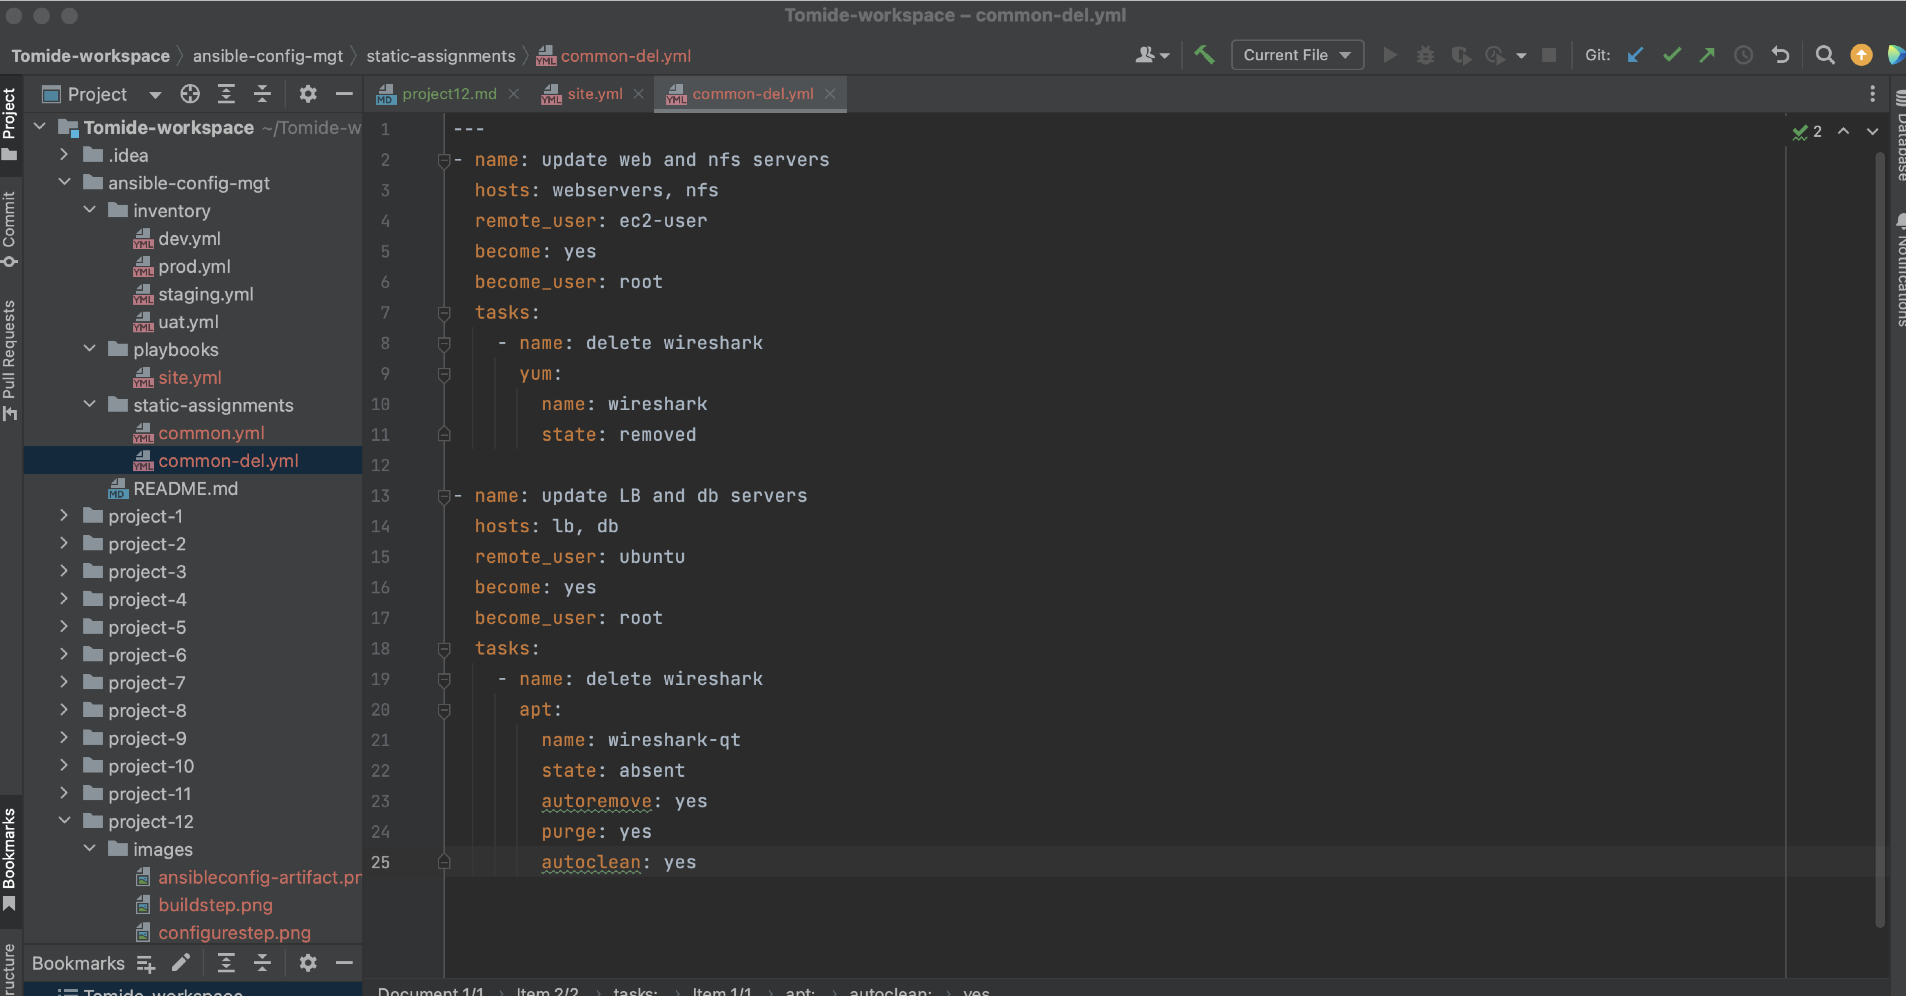 Tomide-workspace – common-del.yml
Tomide-workspace ansible-config-mgt static-assignments common-del.yml
Current File
Git:
Project
project12.md
site.yml
common-del.yml
Project
Commit
Pull Requests
Bookmarks
ructure
Tomide-workspace ~/Tomide-w
.idea
ansible-config-mgt
inventory
dev.yml
prod.yml
staging.yml
uat.yml
playbooks
site.yml
static-assignments
common.yml
common-del.yml
README.md
project-1
project-2
project-3
project-4
project-5
project-6
project-7
project-8
project-9
project-10
project-11
project-12
images
ansibleconfig-artifact.pr
buildstep.png
configurestep.png
Bookmarks
Tomide-workspace
1 ---
2 - name: update web and nfs servers
3 hosts: webservers, nfs
4 remote_user: ec2-user
5 become: yes
6 become_user: root
7 tasks:
8 - name: delete wireshark
9 yum:
10 name: wireshark
11 state: removed
12
13 - name: update LB and db servers
14 hosts: lb, db
15 remote_user: ubuntu
16 become: yes
17 become_user: root
18 tasks:
19 - name: delete wireshark
20 apt:
21 name: wireshark-qt
22 state: absent
23 autoremove: yes
24 purge: yes
25 autoclean: yes
2
Database
Notifications
Document 1/1 Item 2/2 tasks: Item 1/1 apt: autoclean: yes